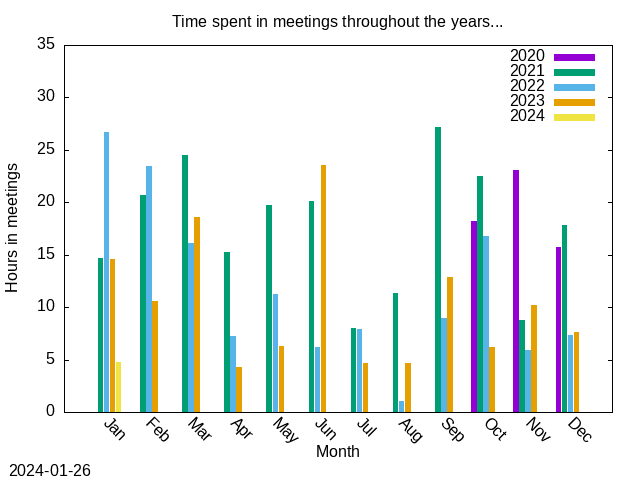 Time spent in meetings throughout the years...
35
30
25
20
15
10
5
0
Hours in meetings
2020
2021
2022
2023
2024
Jan
Feb
Mar
Apr
May
Jun
Jul
Aug
Sep
Oct
Nov
Dec
Month
2024-01-26